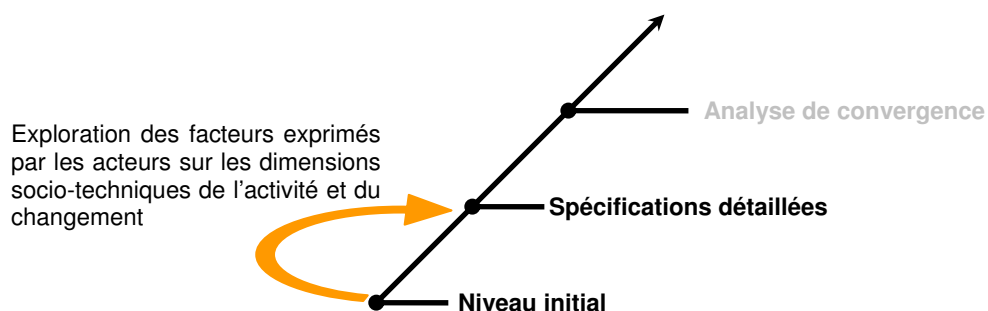 Analyse de convergence
Exploration des facteurs exprimés
par les acteurs sur les dimensions
socio-techniques de l'activité et du
changement
Spécifications détaillées
Niveau initial